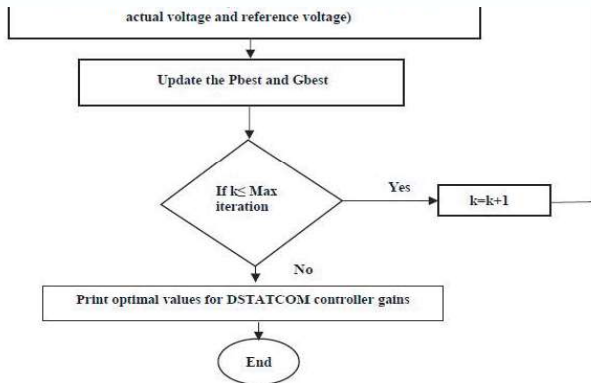 actual voltage and reference voltage)
Update the Pbest and Gbest
If k≤ Max
iteration
Yes
k=k+1
No
Print optimal values for DSTATCOM controller gains
End